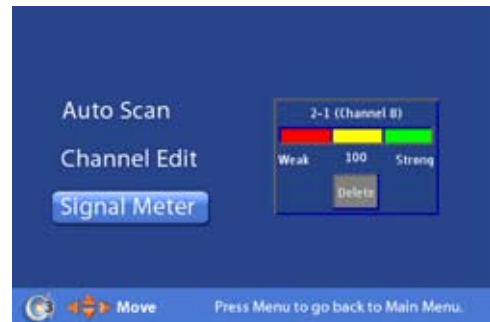 Auto Scan
Channel Edit
Signal Meter
2-1 (Channel 8)
Weak 100 Strong
Delete
Move Press Menu to go back to Main Menu.